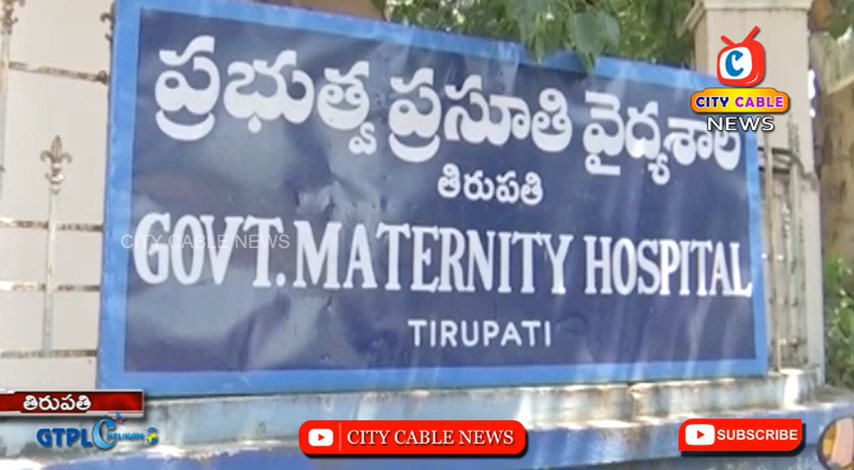 C
CITY CABLE
NEWS
ప్రభుత్వ ప్రసూతి వైద్యశాల
తిరుపతి
CITY CABLE NEWS
GOVT. MATERNITY HOSPITAL
TIRUPATI
తిరుపతి
GTPL
CITY CABLE NEWS
SUBSCRIBE